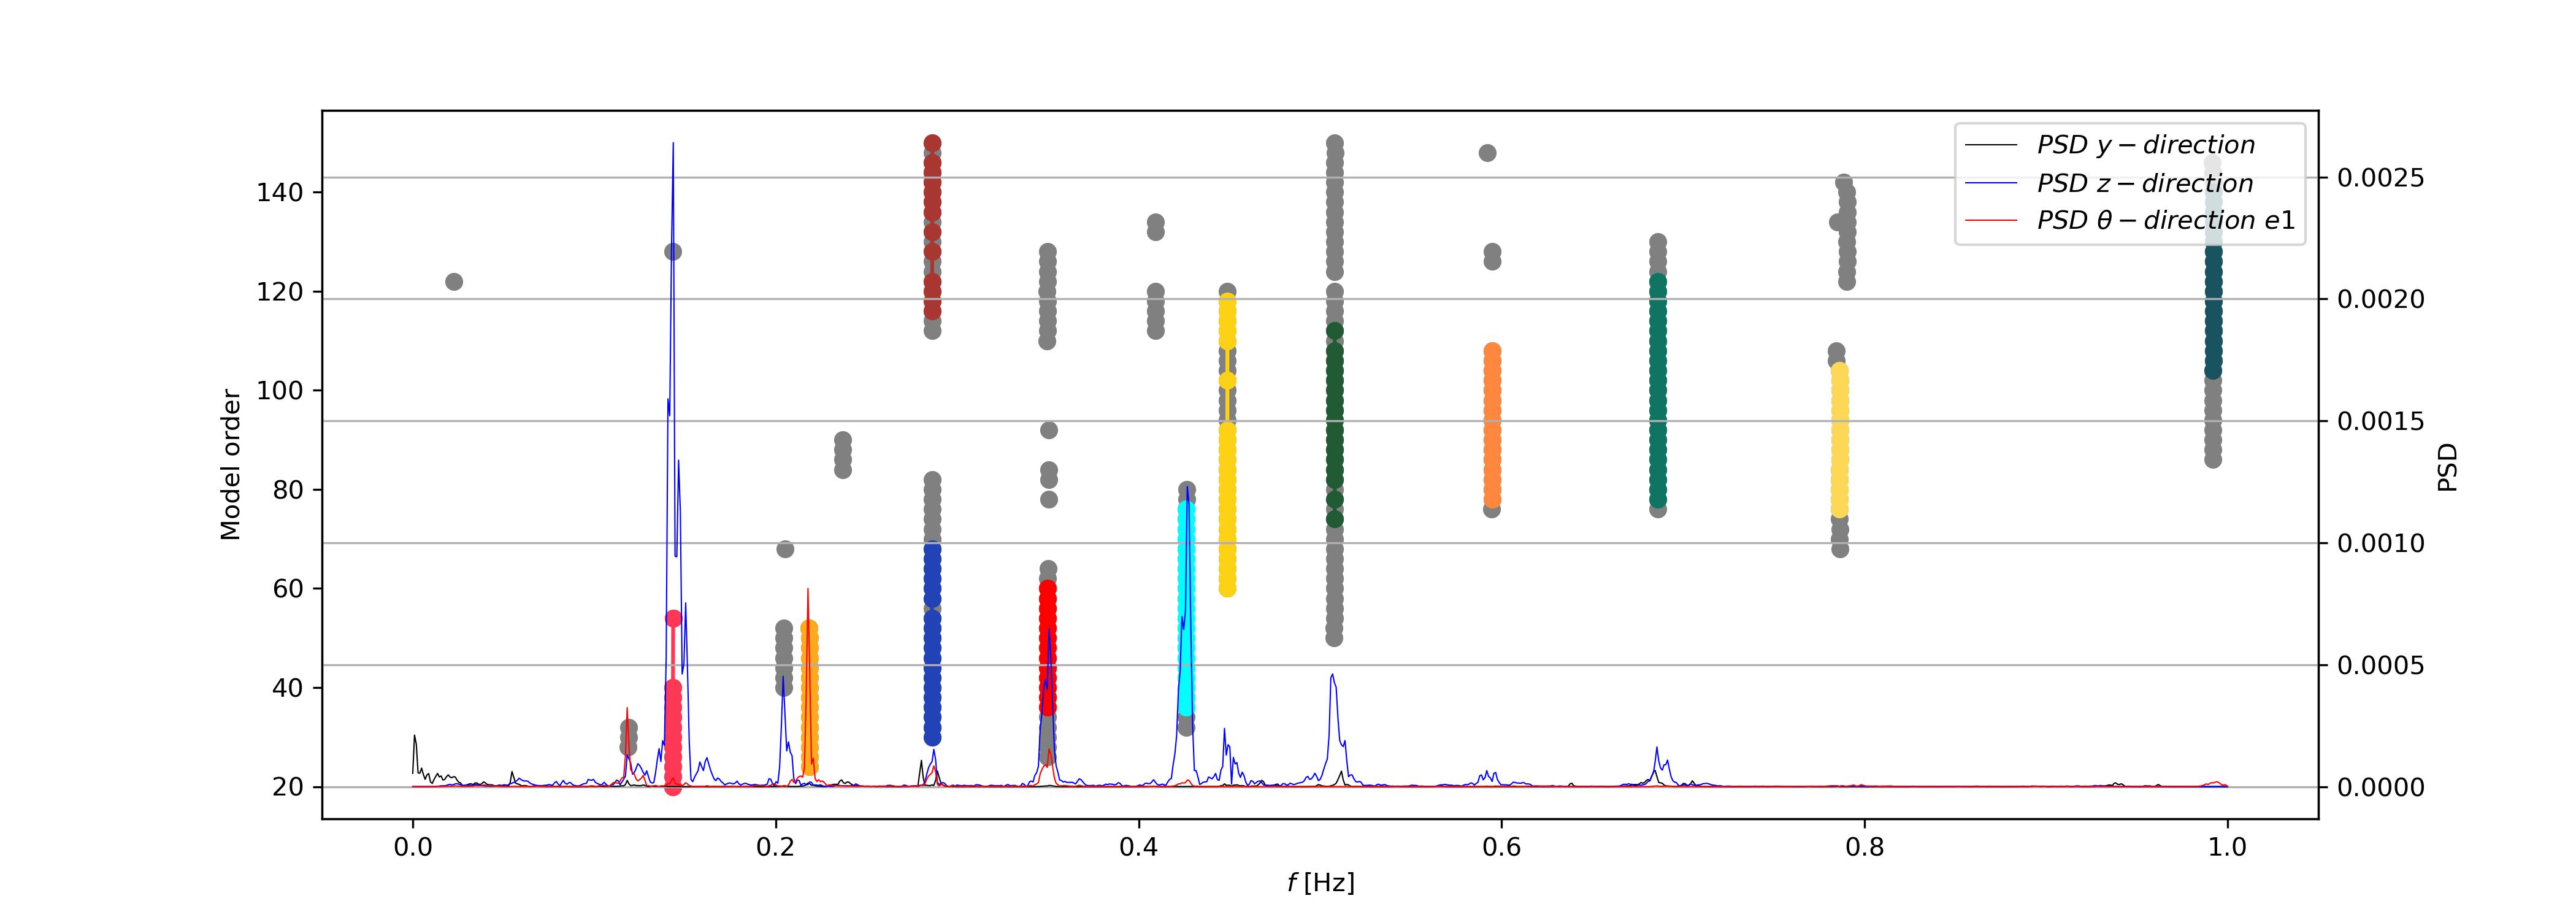 PSD y − direction
PSD z − direction
PSD θ − direction e1
140
120
100
80
60
40
20
Model order
0.0025
0.0020
0.0015
0.0010
0.0005
0.0000
PSD
0.0 0.2 0.4 0.6 0.8 1.0
f [Hz]